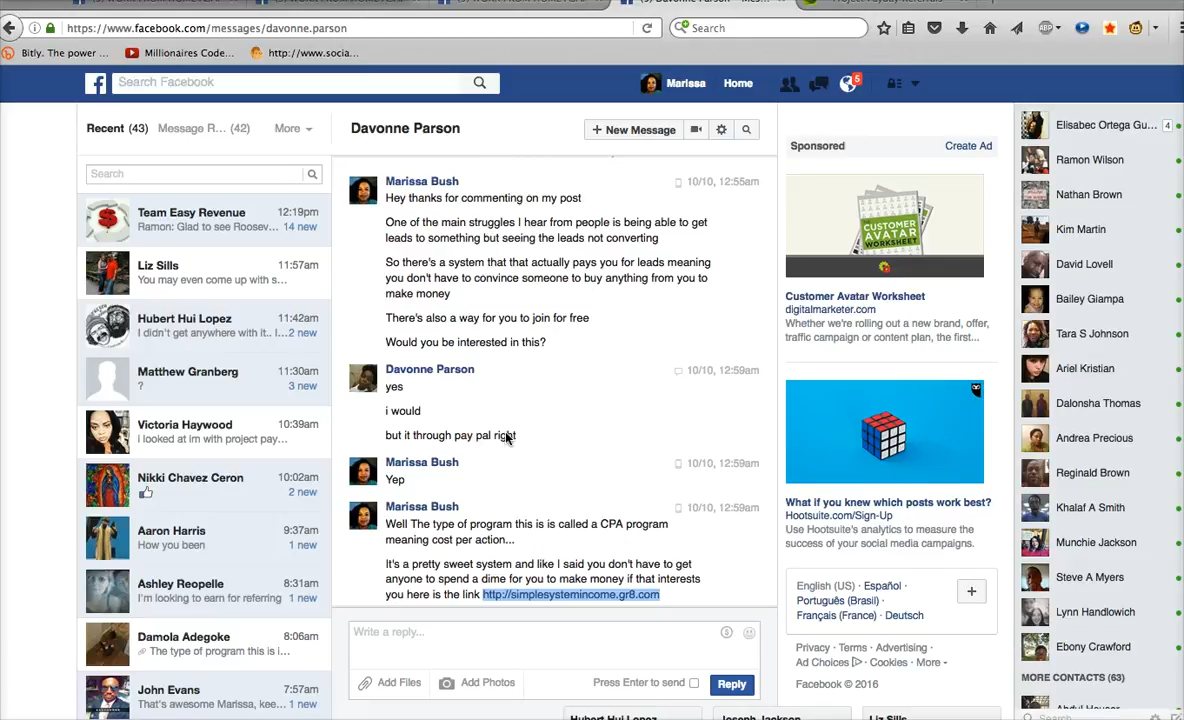 Davonne Parson - Mess...
https://www.facebook.com/messages/davonne.parson
Search
Bitly. The power ...
Millionaires Code...
http://www.socia...
Search Facebook
Marissa
Home
5
Recent (43)
Message R... (42)
More
Search
Team Easy Revenue
12:19pm
Ramon: Glad to see Roosev...
14 new
Liz Sills
11:57am
You may even come up with s...
Hubert Hui Lopez
11:42am
I didn't get anywhere with it.. I...
2 new
Matthew Granberg
11:30am
?
3 new
Victoria Haywood
10:39am
i looked at im with project pay...
Nikki Chavez Ceron
10:02am
2 new
Aaron Harris
9:37am
How you been
1 new
Ashley Reopelle
8:31am
I'm looking to earn for referring
1 new
Damola Adegoke
8:06am
The type of program this is i...
John Evans
7:57am
That's awesome Marissa, kee...
1 new
Davonne Parson
+ New Message
Marissa Bush
10/10, 12:55am
Hey thanks for commenting on my post
One of the main struggles I hear from people is being able to get
leads to something but seeing the leads not converting
So there's a system that that actually pays you for leads meaning
you don't have to convince someone to buy anything from you to
make money
There's also a way for you to join for free
Would you be interested in this?
Davonne Parson
10/10, 12:59am
yes
i would
but it through pay pal right
Marissa Bush
10/10, 12:59am
Yep
Marissa Bush
10/10, 12:59am
Well The type of program this is is called a CPA program
meaning cost per action...
It's a pretty sweet system and like I said you don't have to get
anyone to spend a dime for you to make money if that interests
you here is the link http://simplesystemincome.gr8.com
Write a reply...
Add Files
Add Photos
Press Enter to send
Reply
Hubert Hui Lopez
Joseph Jackson
Liz Sills
Sponsored
Create Ad
CUSTOMER
AVATAR
WORKSHEET
Customer Avatar Worksheet
digitalmarketer.com
Whether we're rolling out a new brand, offer,
traffic campaign or content plan, the first...
What if you knew which posts work best?
Hootsuite.com/Sign-Up
Use Hootsuite's analytics to measure the
success of your social media campaigns.
English (US) · Español ·
Português (Brasil) ·
Français (France) · Deutsch
+
Privacy · Terms · Advertising ·
Ad Choices · Cookies · More
Facebook © 2016
Elisabec Ortega Gu...
4
Ramon Wilson
Nathan Brown
Kim Martin
David Lovell
Bailey Giampa
Tara S Johnson
Ariel Kristian
Dalonsha Thomas
Andrea Precious
Reginald Brown
Khalaf A Smith
Munchie Jackson
Steve A Myers
Lynn Handlowich
Ebony Crawford
MORE CONTACTS (63)
Search